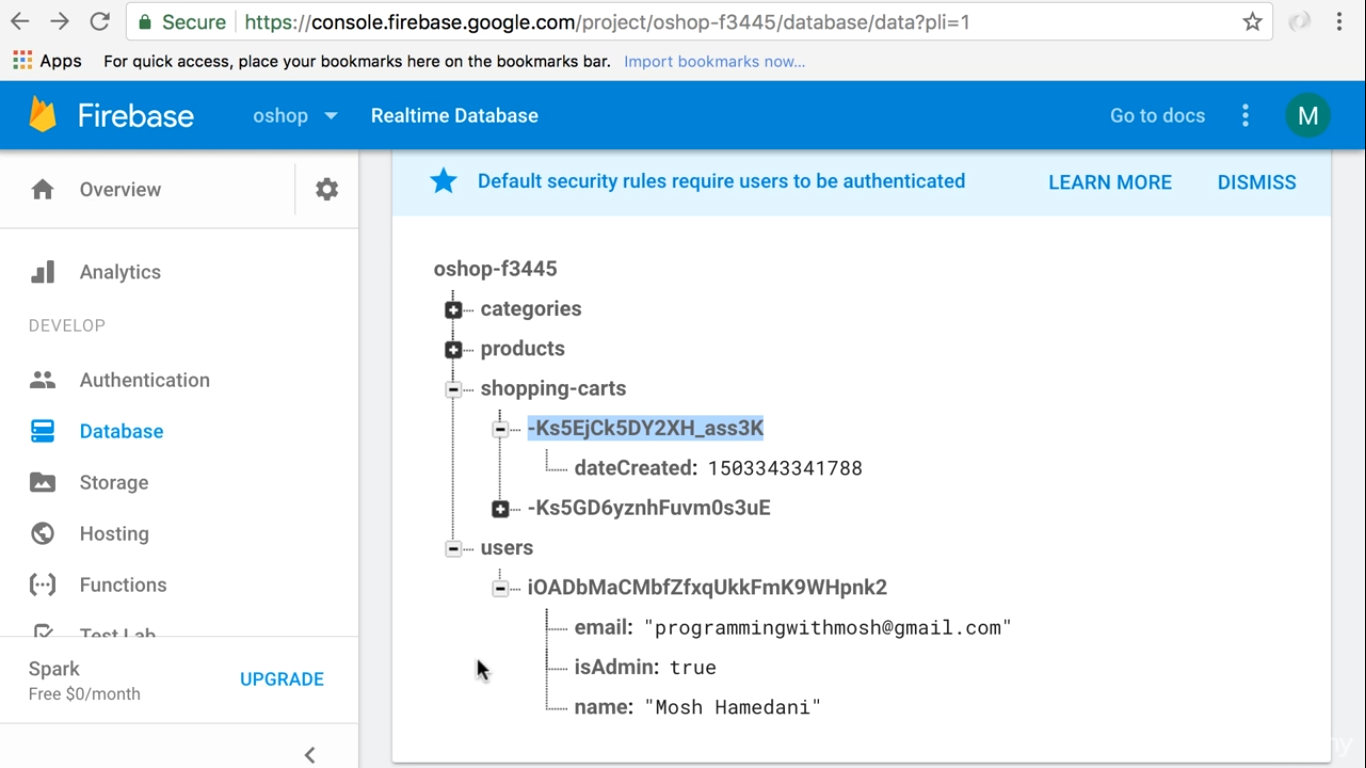 Secure https://console.firebase.google.com/project/oshop-f3445/database/data?pli=1
Apps For quick access, place your bookmarks here on the bookmarks bar. Import bookmarks now...
Firebase oshop Realtime Database Go to docs M
Overview
Default security rules require users to be authenticated LEARN MORE DISMISS
Analytics
DEVELOP
Authentication
Database
Storage
Hosting
Functions
Test Lab
Spark
Free $0/month
UPGRADE
oshop-f3445
categories
products
shopping-carts
-Ks5EjCk5DY2XH_ass3K
dateCreated: 1503343341788
-Ks5GD6yznhFuvm0s3uE
users
iOADbMaCMbfZfxqUkkFmK9WHpnk2
email: "programmingwithmosh@gmail.com"
isAdmin: true
name: "Mosh Hamedani"